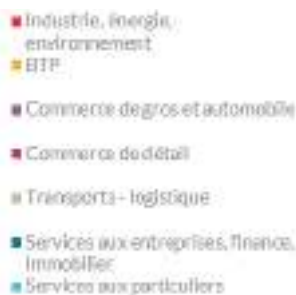 Industrie, énergie,
environnement
BTP
Commerce de gros et automobile
Commerce de détail
Transports - logistique
Services aux entreprises, finance,
immobilier
Services aux particuliers